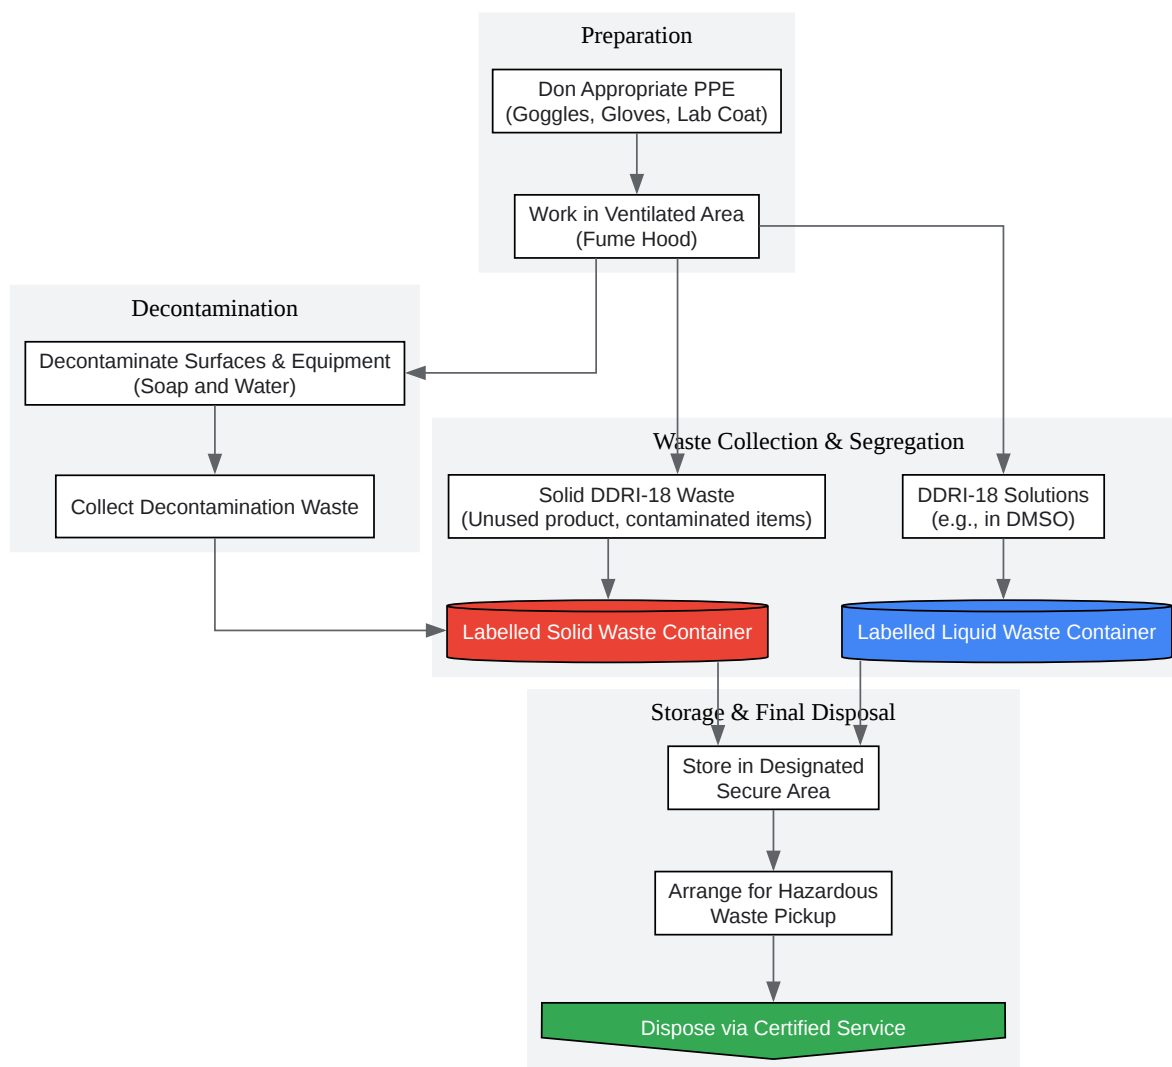 Preparation
Don Appropriate PPE
(Goggles, Gloves, Lab Coat)
Work in Ventilated Area
(Fume Hood)
Decontamination
Decontaminate Surfaces & Equipment
(Soap and Water)
Collect Decontamination Waste
Waste Collection & Segregation
Solid DDRI-18 Waste
(Unused product, contaminated items)
DDRI-18 Solutions
(e.g., in DMSO)
Labelled Solid Waste Container
Labelled Liquid Waste Container
Storage & Final Disposal
Store in Designated
Secure Area
Arrange for Hazardous
Waste Pickup
Dispose via Certified Service